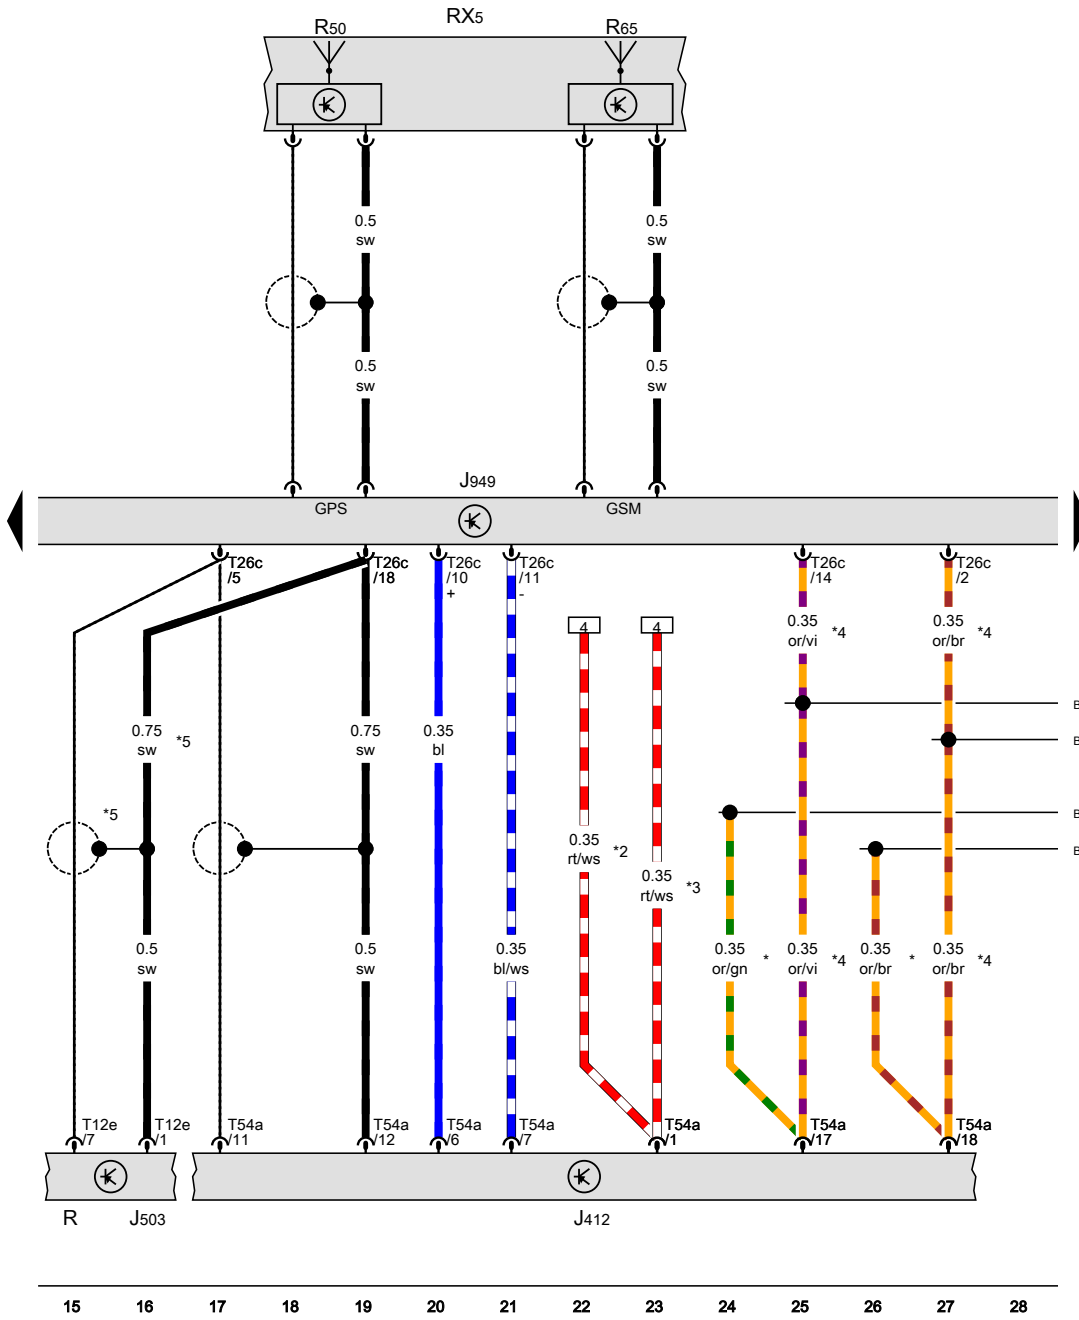 RX5
R50
R65
0.5
sw
0.5
sw
0.5
sw
0.5
sw
J949
GPS
GSM
T26c
/5
T26c
/18
T26c
/10
+
T26c
/11
-
T26c
/14
T26c
/2
4
4
0.35
or/vi
*4
0.35
or/br
*4
B
0.75
sw
*5
0.75
sw
0.35
bl
B
*5
B
0.35
rt/ws
*2
B
0.35
rt/ws
*3
0.5
sw
0.5
sw
0.35
bl/ws
0.35
or/gn
*
0.35
or/vi
*4
0.35
or/br
*
0.35
or/br
*4
T12e
/7
T12e
/1
T54a
/11
T54a
/12
T54a
/6
T54a
/7
T54a
/1
T54a
/17
T54a
/18
R
J503
J412
15 16 17 18 19 20 21 22 23 24 25 26 27 28